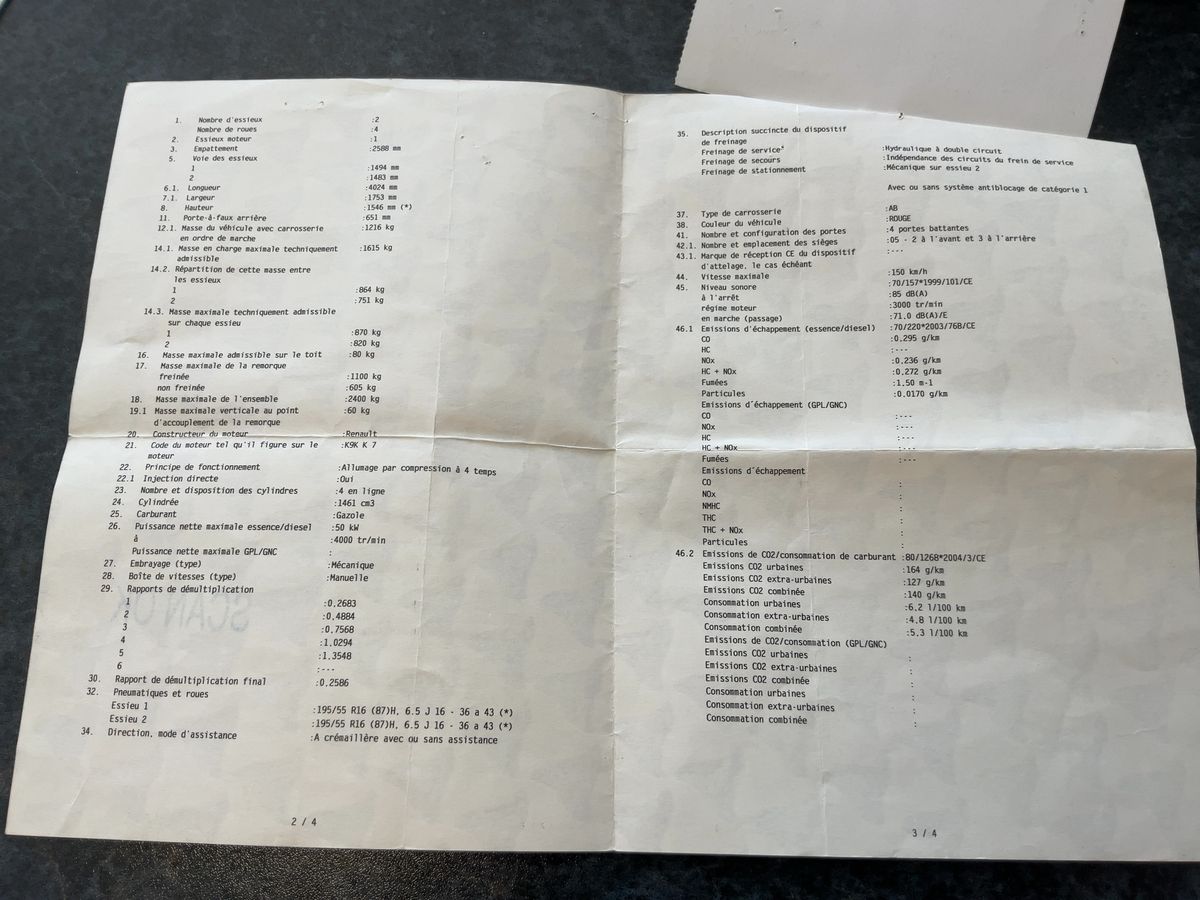 1. Nombre d'essieux :2
Nombre de roues :4
2. Essieux moteur :1
3. Empattement :2588 mm
5. Voie des essieux
1 :1494 mm
2 :1483 mm
6.1. Longueur :4024 mm
7.1. Largeur :1753 mm
8. Hauteur :1546 mm (*)
11. Porte-à-faux arrière :651 mm
12.1. Masse du véhicule avec carrosserie :1216 kg
en ordre de marche
14.1. Masse en charge maximale techniquement :1615 kg
admissible
14.2. Répartition de cette masse entre
les essieux
1 :864 kg
2 :751 kg
14.3. Masse maximale techniquement admissible
sur chaque essieu
1 :870 kg
2 :820 kg
16. Masse maximale admissible sur le toit :80 kg
17. Masse maximale de la remorque
freinée :1100 kg
non freinée :605 kg
18. Masse maximale de l'ensemble :2400 kg
19.1 Masse maximale verticale au point :60 kg
d'accouplement de la remorque
20. Constructeur du moteur :Renault
21. Code du moteur tel qu'il figure sur le :K9K K 7
moteur
22. Principe de fonctionnement :Allumage par compression à 4 temps
22.1 Injection directe :Oui
23. Nombre et disposition des cylindres :4 en ligne
24. Cylindrée :1461 cm3
25. Carburant :Gazole
26. Puissance nette maximale essence/diesel :50 kW
à :4000 tr/min
Puissance nette maximale GPL/GNC :
27. Embrayage (type) :Mécanique
28. Boîte de vitesses (type) :Manuelle
29. Rapports de démultiplication
1 :0.2683
2 :0.4884
3 :0.7568
4 :1.0294
5 :1.3548
6 :---
30. Rapport de démultiplication final :0.2586
32. Pneumatiques et roues
Essieu 1 :195/55 R16 (87)H, 6.5 J 16 - 36 a 43 (*)
Essieu 2 :195/55 R16 (87)H, 6.5 J 16 - 36 a 43 (*)
34. Direction, mode d'assistance :A crémaillère avec ou sans assistance
2 / 4
35. Description succincte du dispositif
de freinage
Freinage de service² :Hydraulique à double circuit
Freinage de secours :Indépendance des circuits du frein de service
Freinage de stationnement :Mécanique sur essieu 2
Avec ou sans système antiblocage de catégorie 1
37. Type de carrosserie :AB
38. Couleur du véhicule :ROUGE
41. Nombre et configuration des portes :4 portes battantes
42.1. Nombre et emplacement des sièges :05 - 2 à l'avant et 3 à l'arrière
43.1. Marque de réception CE du dispositif :---
d'attelage, le cas échéant
44. Vitesse maximale :150 km/h
45. Niveau sonore :70/157*1999/101/CE
à l'arrêt :85 dB(A)
régime moteur :3000 tr/min
en marche (passage) :71.0 dB(A)/E
46.1 Emissions d'échappement (essence/diesel) :70/220*2003/76B/CE
CO :0.295 g/km
HC :---
NOx :0.236 g/km
HC + NOx :0.272 g/km
Fumées :1.50 m-1
Particules :0.0170 g/km
Emissions d'échappement (GPL/GNC)
CO :---
NOx :---
HC :---
HC + NOx :---
Fumées :---
Emissions d'échappement
CO :
NOx :
NMHC :
THC :
THC + NOx :
Particules :
46.2 Emissions de CO2/consommation de carburant :80/1268*2004/3/CE
Emissions CO2 urbaines :164 g/km
Emissions CO2 extra-urbaines :127 g/km
Emissions CO2 combinée :140 g/km
Consommation urbaines :6.2 l/100 km
Consommation extra-urbaines :4.8 l/100 km
Consommation combinée :5.3 l/100 km
Emissions de CO2/consommation (GPL/GNC)
Emissions CO2 urbaines :
Emissions CO2 extra-urbaines :
Emissions CO2 combinée :
Consommation urbaines :
Consommation extra-urbaines :
Consommation combinée :
3 / 4
SCAN OK